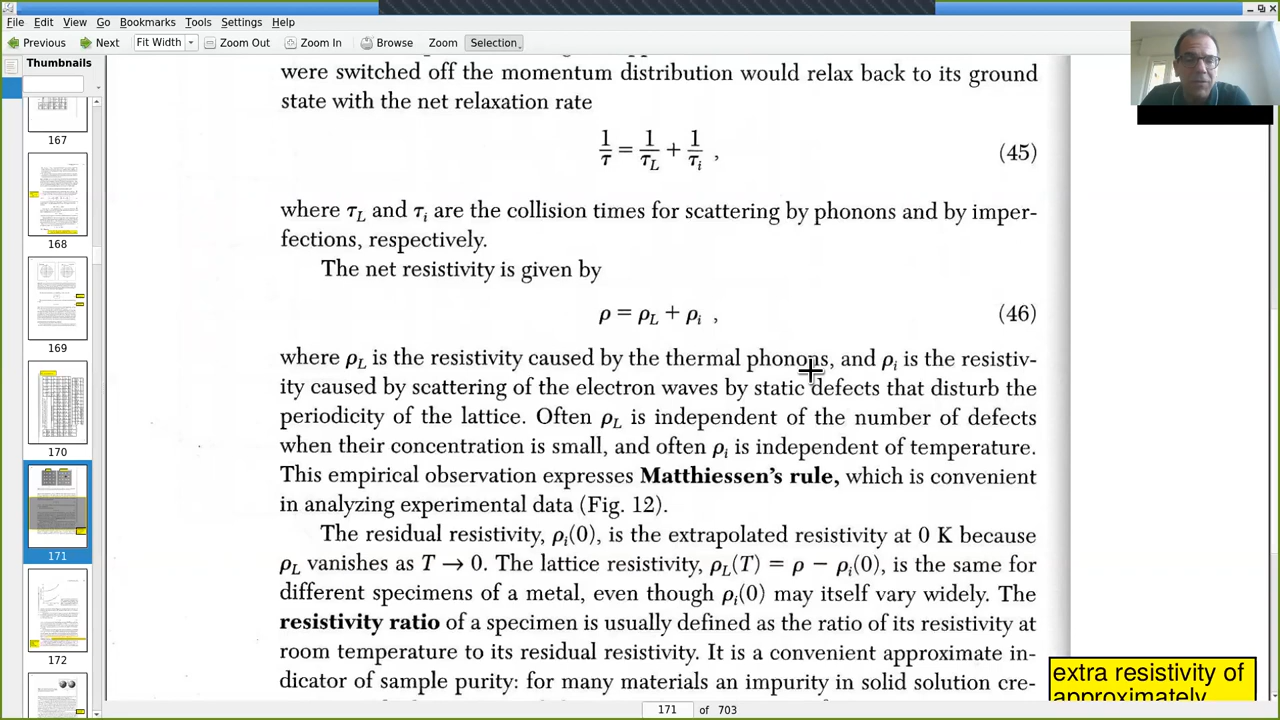 File Edit View Go Bookmarks Tools Settings Help
Previous Next Fit Width Zoom Out Zoom In Browse Zoom Selection
Thumbnails
167
168
169
170
171
172
were switched off the momentum distribution would relax back to its ground
state with the net relaxation rate
1/τ = 1/τ_L + 1/τ_i , (45)
where τ_L and τ_i are the collision times for scattering by phonons and by imper-
fections, respectively.
The net resistivity is given by
ρ = ρ_L + ρ_i , (46)
where ρ_L is the resistivity caused by the thermal phonons, and ρ_i is the resistiv-
ity caused by scattering of the electron waves by static defects that disturb the
periodicity of the lattice. Often ρ_L is independent of the number of defects
when their concentration is small, and often ρ_i is independent of temperature.
This empirical observation expresses Matthiessen's rule, which is convenient
in analyzing experimental data (Fig. 12).
The residual resistivity, ρ_i(0), is the extrapolated resistivity at 0 K because
ρ_L vanishes as T → 0. The lattice resistivity, ρ_L(T) = ρ − ρ_i(0), is the same for
different specimens of a metal, even though ρ_i(0) may itself vary widely. The
resistivity ratio of a specimen is usually defined as the ratio of its resistivity at
room temperature to its residual resistivity. It is a convenient approximate in-
dicator of sample purity: for many materials an impurity in solid solution cre-
extra resistivity of
approximately
171 of 703